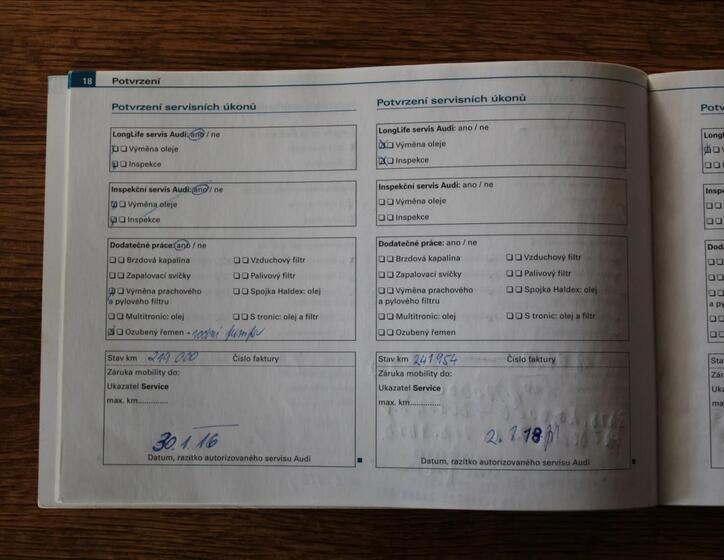 18 Potvrzení
Potvrzení servisních úkonů
LongLife servis Audi: ano / ne
Výměna oleje
Inspekce
Inspekční servis Audi: ano / ne
Výměna oleje
Inspekce
Dodatečné práce: ano / ne
Brzdová kapalina Vzduchový filtr
Zapalovací svíčky Palivový filtr
Výměna prachového Spojka Haldex: olej
a pylového filtru
Multitronic: olej S tronic: olej a filtr
Ozubený řemen - vodní pumpa
Stav km 219 000 Číslo faktury
Záruka mobility do:
Ukazatel Service
max. km..............
30.1.16
Datum, razítko autorizovaného servisu Audi
Potvrzení servisních úkonů
LongLife servis Audi: ano / ne
Výměna oleje
Inspekce
Inspekční servis Audi: ano / ne
Výměna oleje
Inspekce
Dodatečné práce: ano / ne
Brzdová kapalina Vzduchový filtr
Zapalovací svíčky Palivový filtr
Výměna prachového Spojka Haldex: olej
a pylového filtru
Multitronic: olej S tronic: olej a filtr
Ozubený řemen
Stav km 241954 Číslo faktury
Záruka mobility do:
Ukazatel Service
max. km..............
18
Datum, razítko autorizovaného servisu Audi